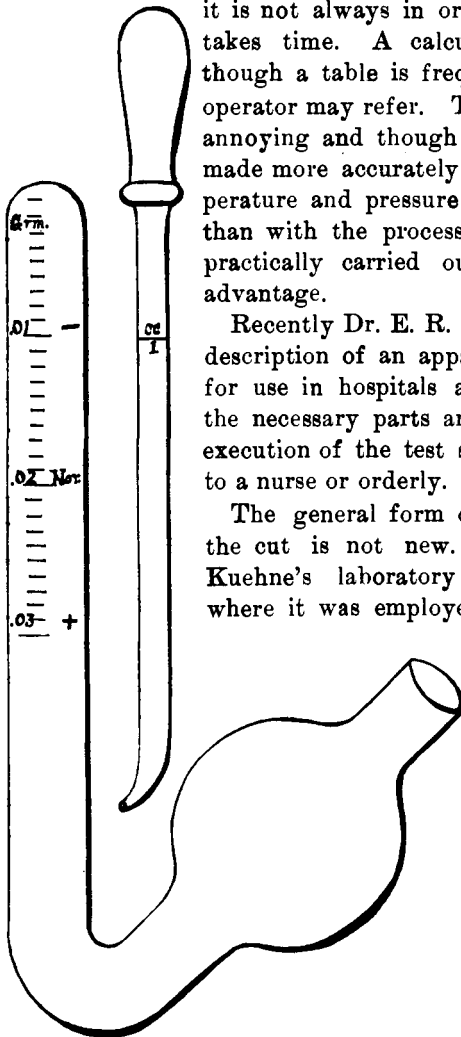 it is not always in or
takes time. A calcu
though a table is freq
operator may refer. T
annoying and though
made more accurately
perature and pressure
than with the process
practically carried ou
advantage.
Recently Dr. E. R.
description of an appa
for use in hospitals a
the necessary parts an
execution of the test s
to a nurse or orderly.
The general form o
the cut is not new.
Kuehne's laboratory
where it was employe
Grm.
.01 –
.02 Nor.
.03 +
cc
1